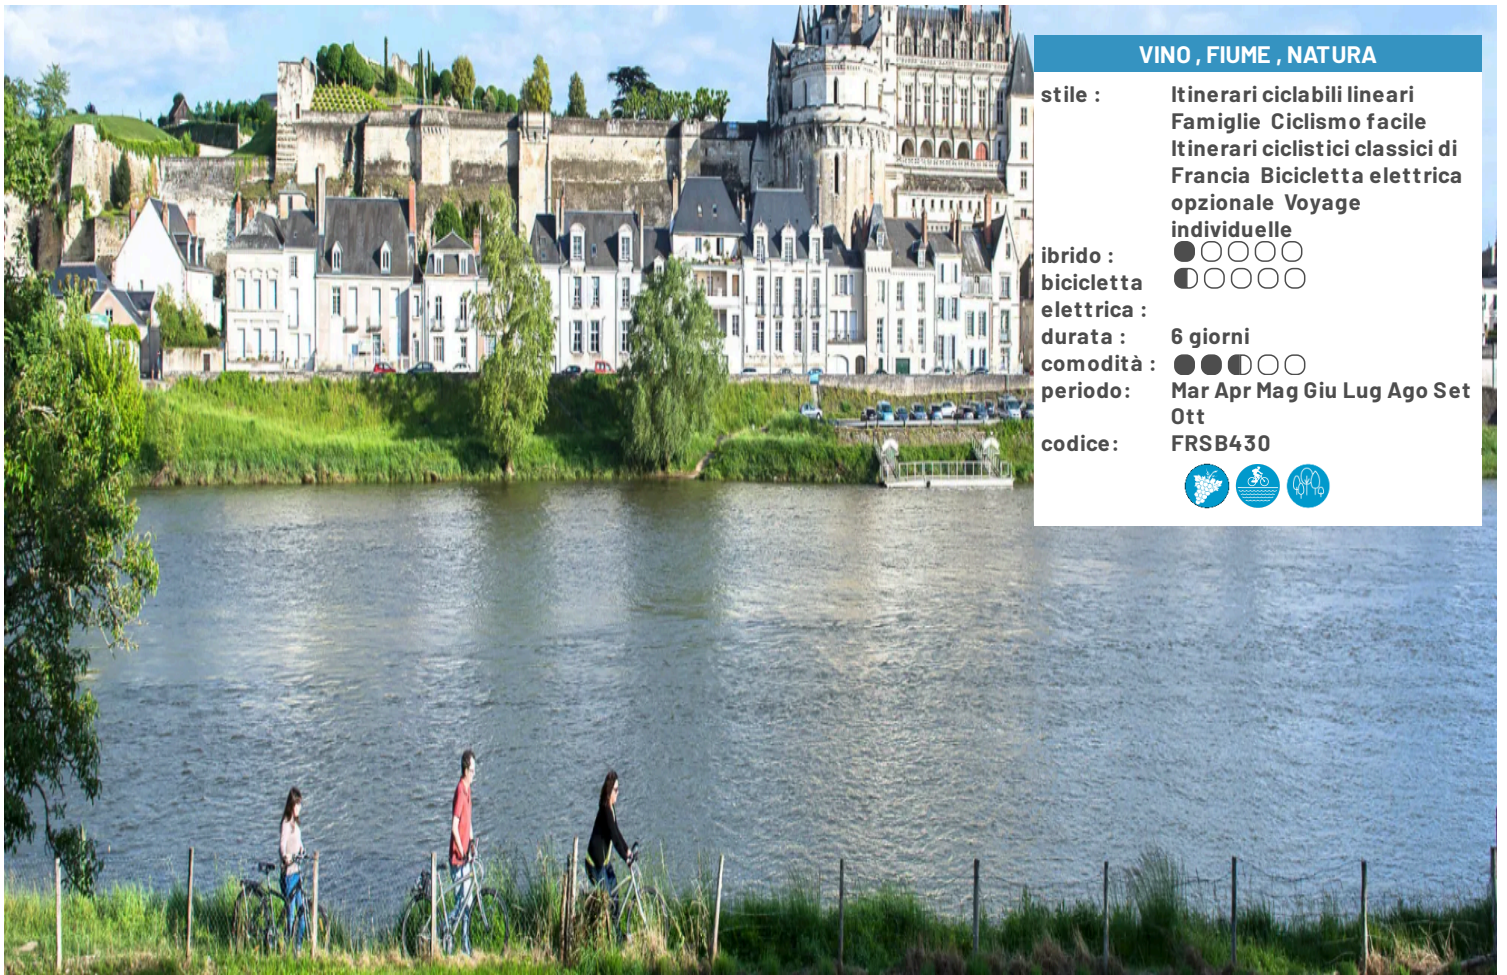 VINO , FIUME , NATURA
stile : Itinerari ciclabili lineari
Famiglie Ciclismo facile
Itinerari ciclistici classici di
Francia Bicicletta elettrica
opzionale Voyage
individuelle
ibrido :
bicicletta
elettrica :
durata : 6 giorni
comodità :
periodo: Mar Apr Mag Giu Lug Ago Set
Ott
codice: FRSB430